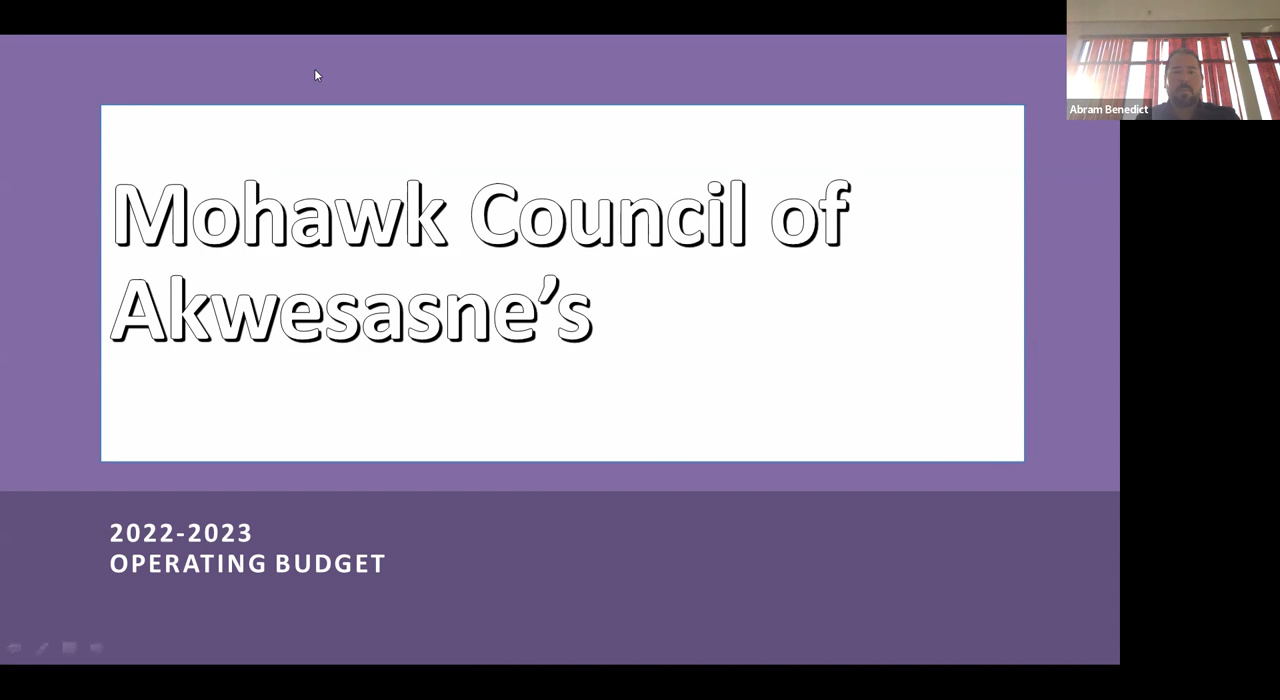 Mohawk Council of
Akwesasne’s
2022-2023
OPERATING BUDGET
Abram Benedict